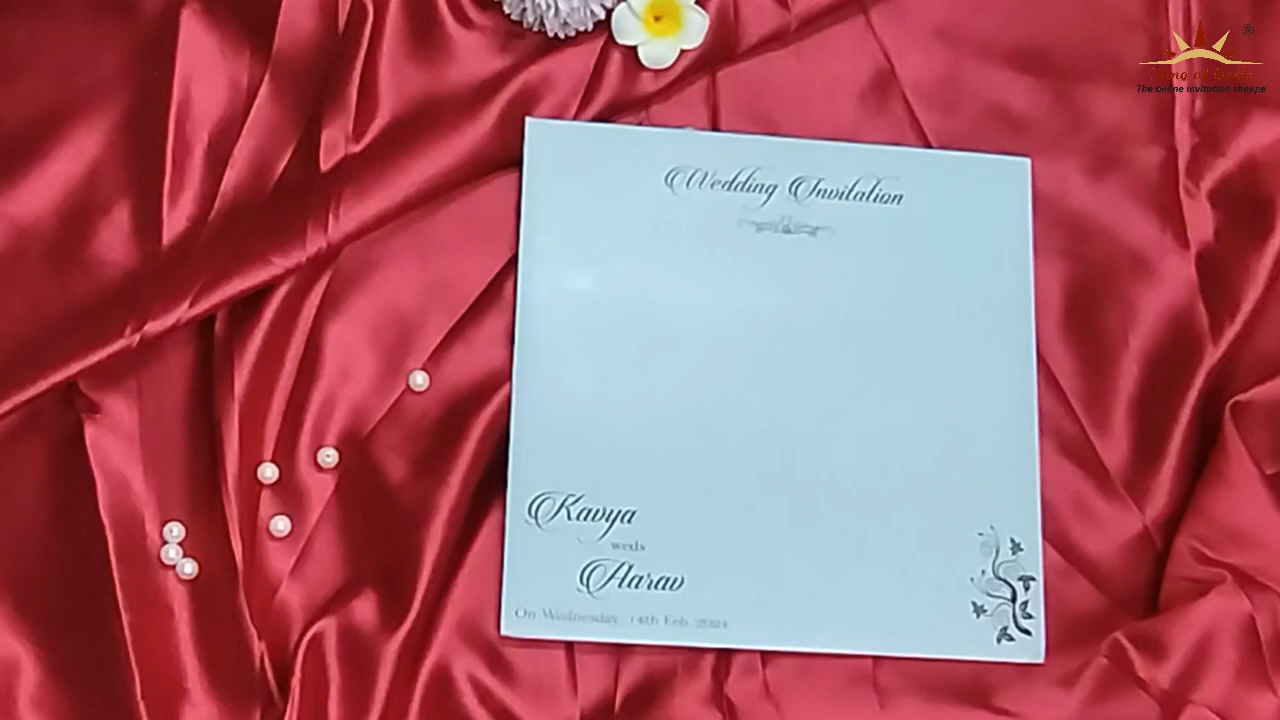 The online invitation shoppe
Wedding Invitation
Kavya
weds
Aarav
On Wednesday, 14th Feb. 2024